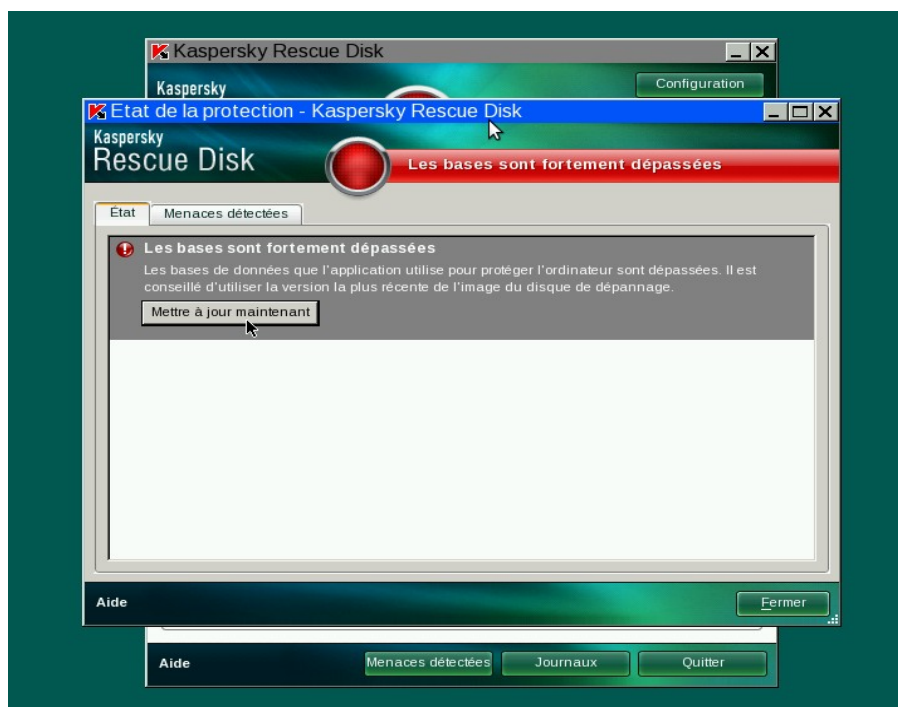 Kaspersky Rescue Disk
Kaspersky
Configuration
Etat de la protection - Kaspersky Rescue Disk
Kaspersky
Rescue Disk
Les bases sont fortement dépassées
État
Menaces détectées
Les bases sont fortement dépassées
Les bases de données que l'application utilise pour protéger l'ordinateur sont dépassées. Il est
conseillé d'utiliser la version la plus récente de l'image du disque de dépannage.
Mettre à jour maintenant
Aide
Fermer
Aide
Menaces détectées
Journaux
Quitter